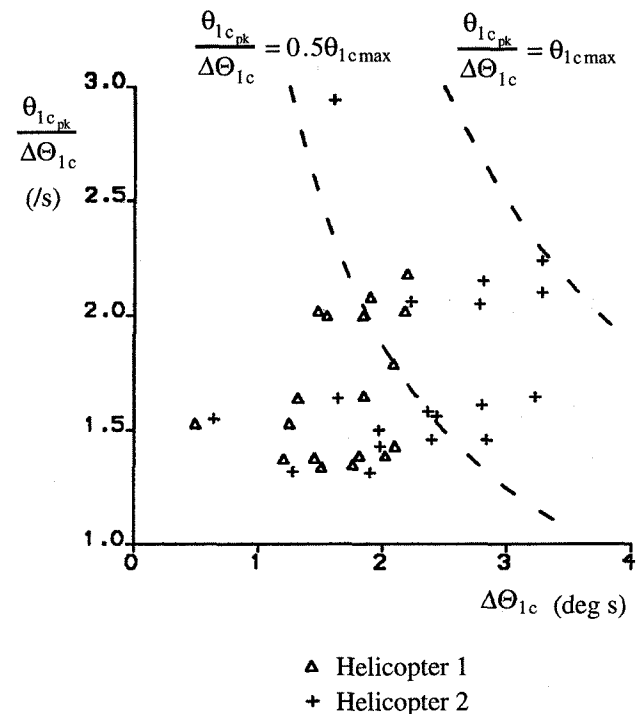 θ1cpk/ΔΘ1c = 0.5θ1cmax
θ1cpk/ΔΘ1c = θ1cmax
θ1cpk/ΔΘ1c
(/s)
3.0
2.5
2.0
1.5
1.0
0 1 2 3 4
ΔΘ1c (deg s)
Δ Helicopter 1
+ Helicopter 2